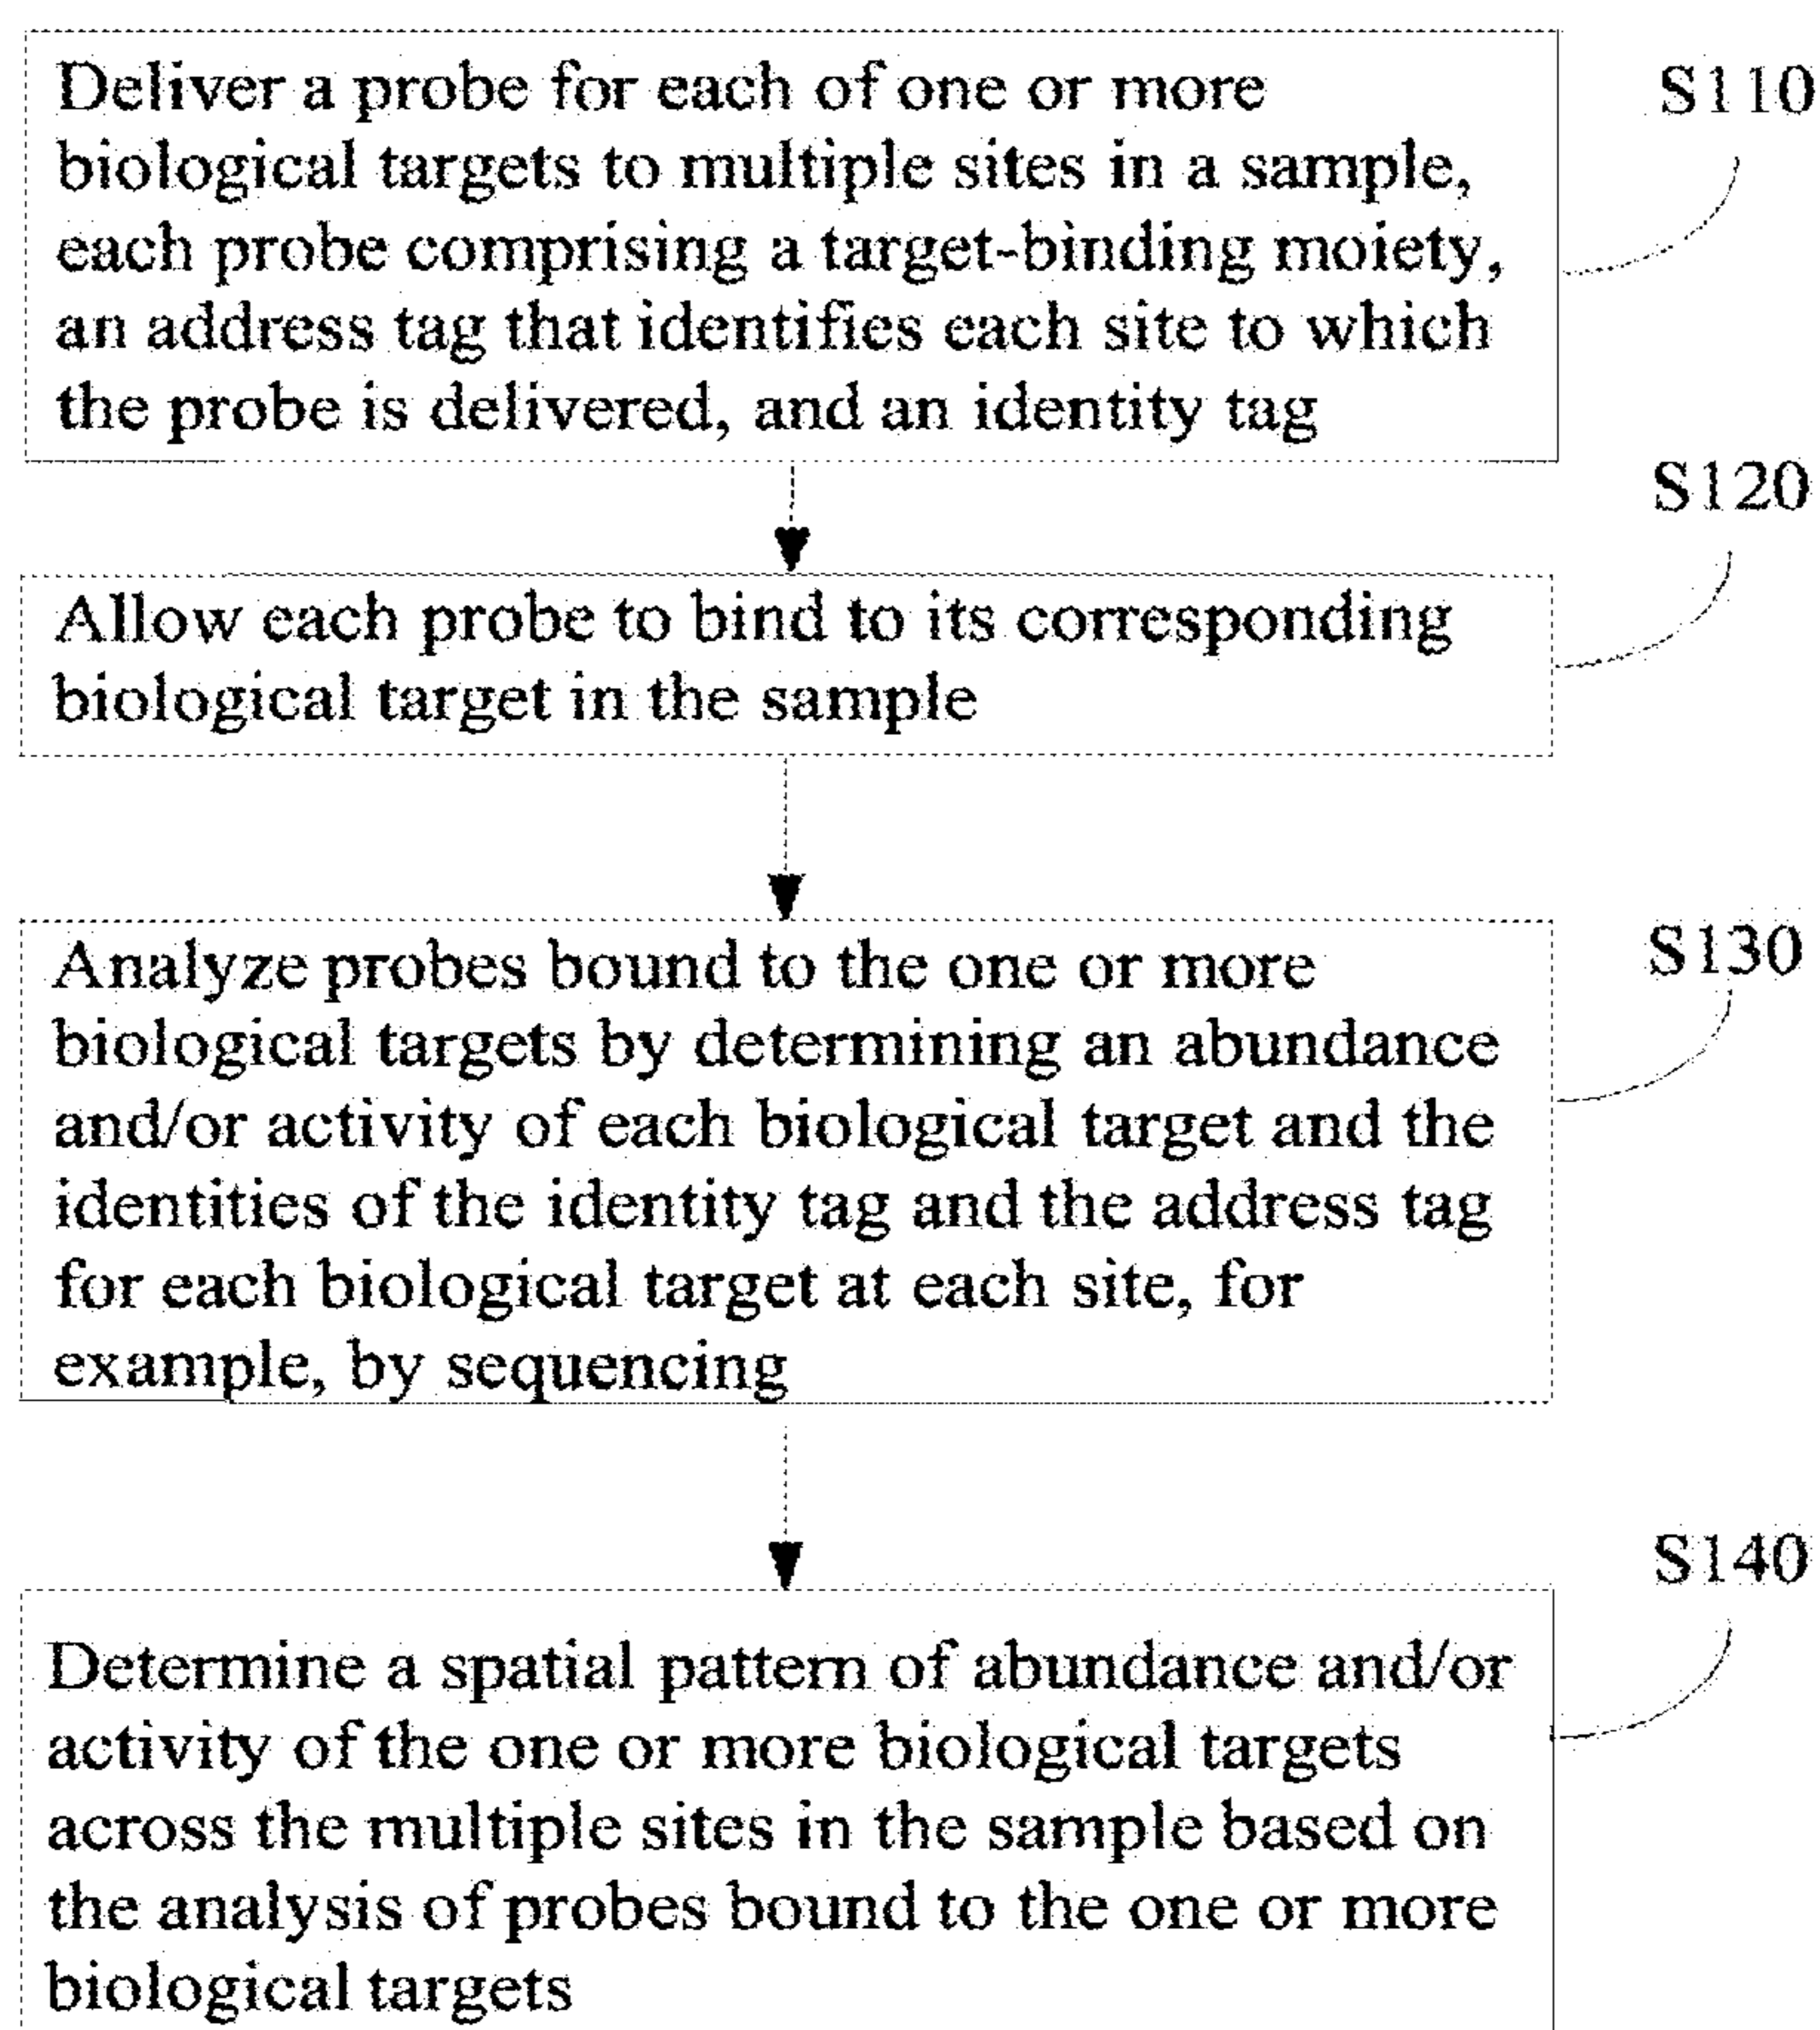 Deliver a probe for each of one or more
biological targets to multiple sites in a sample,
each probe comprising a target-binding moiety,
an address tag that identifies each site to which
the probe is delivered, and an identity tag
S110
Allow each probe to bind to its corresponding
biological target in the sample
S120
Analyze probes bound to the one or more
biological targets by determining an abundance
and/or activity of each biological target and the
identities of the identity tag and the address tag
for each biological target at each site, for
example, by sequencing
S130
Determine a spatial pattern of abundance and/or
activity of the one or more biological targets
across the multiple sites in the sample based on
the analysis of probes bound to the one or more
biological targets
S140